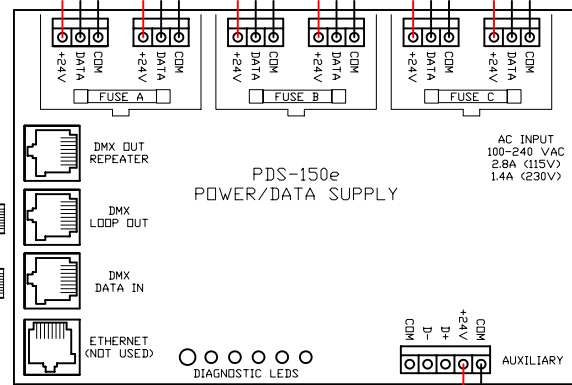 +24V DATA COM
+24V DATA COM
+24V DATA COM
+24V DATA COM
+24V DATA COM
+24V DATA COM
FUSE A
FUSE B
FUSE C
DMX OUT
REPEATER
AC INPUT
100-240 VAC
2.8A (115V)
1.4A (230V)
PDS-150e
POWER/DATA SUPPLY
DMX
LOOP OUT
DMX
DATA IN
ETHERNET
(NOT USED)
DIAGNOSTIC LEDS
COM D- D+ +24V COM
AUXILIARY